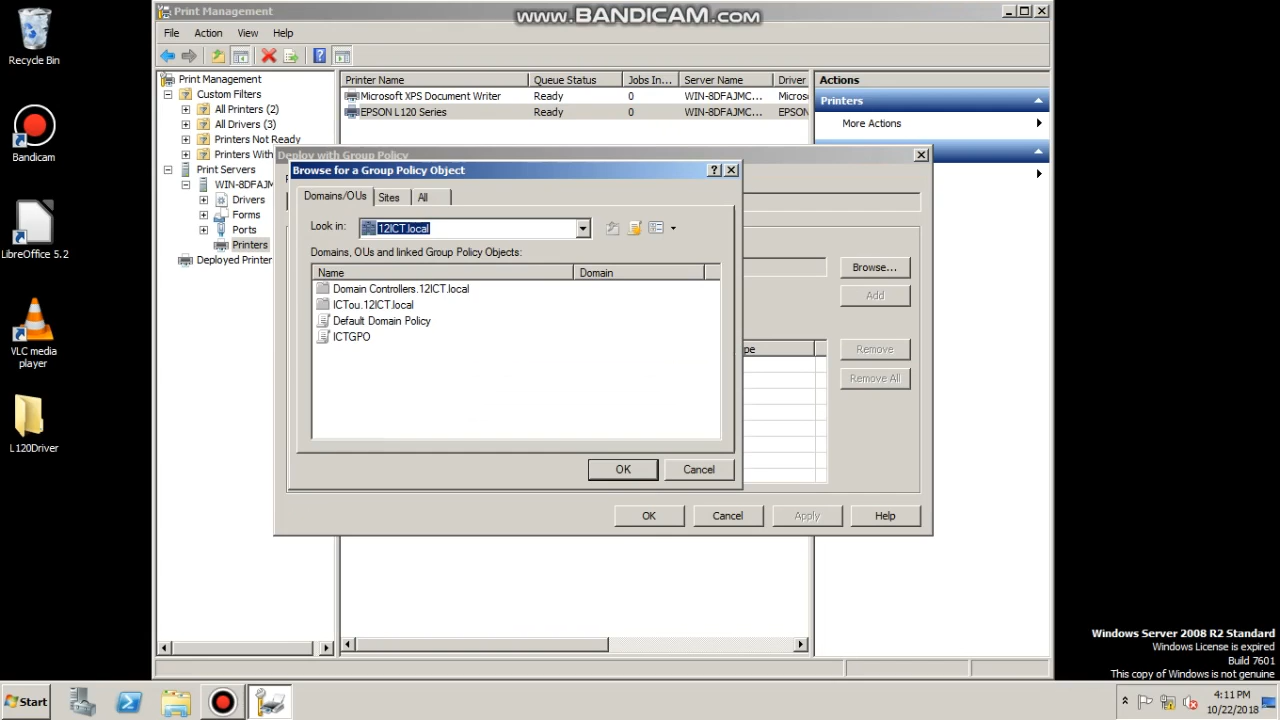 Recycle Bin
Bandicam
LibreOffice 5.2
VLC media
player
L120Driver
Print Management
www.BANDICAM.com
File Action View Help
Print Management
Custom Filters
All Printers (2)
All Drivers (3)
Printers Not Ready
Printers With
Print Servers
WIN-8DFAJM
Drivers
Forms
Ports
Printers
Deployed Printer
Printer Name Queue Status Jobs In... Server Name Driver
Microsoft XPS Document Writer Ready 0 WIN-8DFAJMC... Micros
EPSON L120 Series Ready 0 WIN-8DFAJMC... EPSON
Actions
Printers
More Actions
Deploy with Group Policy
Browse for a Group Policy Object
Domains/OUs Sites All
Look in: 12ICT.local
Domains, OUs and linked Group Policy Objects:
Name Domain
Domain Controllers.12ICT.local
ICTou.12ICT.local
Default Domain Policy
ICTGPO
OK Cancel
Browse...
Add
pe
Remove
Remove All
OK Cancel Apply Help
Windows Server 2008 R2 Standard
Windows License is expired
Build 7601
This copy of Windows is not genuine
Start
4:11 PM
10/22/2018